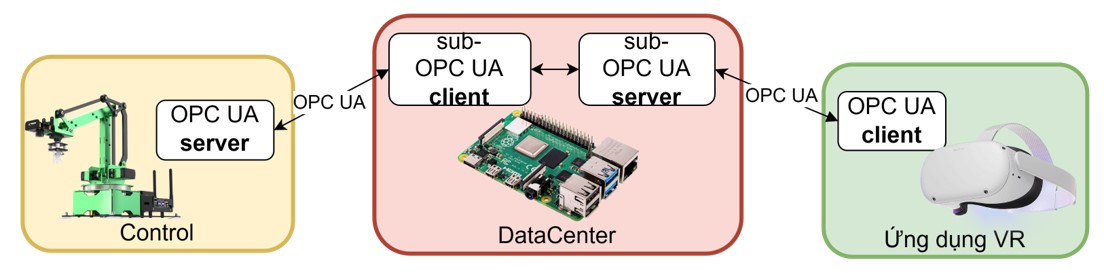 OPC UA
server
Control
OPC UA
sub-
OPC UA
client
sub-
OPC UA
server
DataCenter
OPC UA
OPC UA
client
Ứng dụng VR